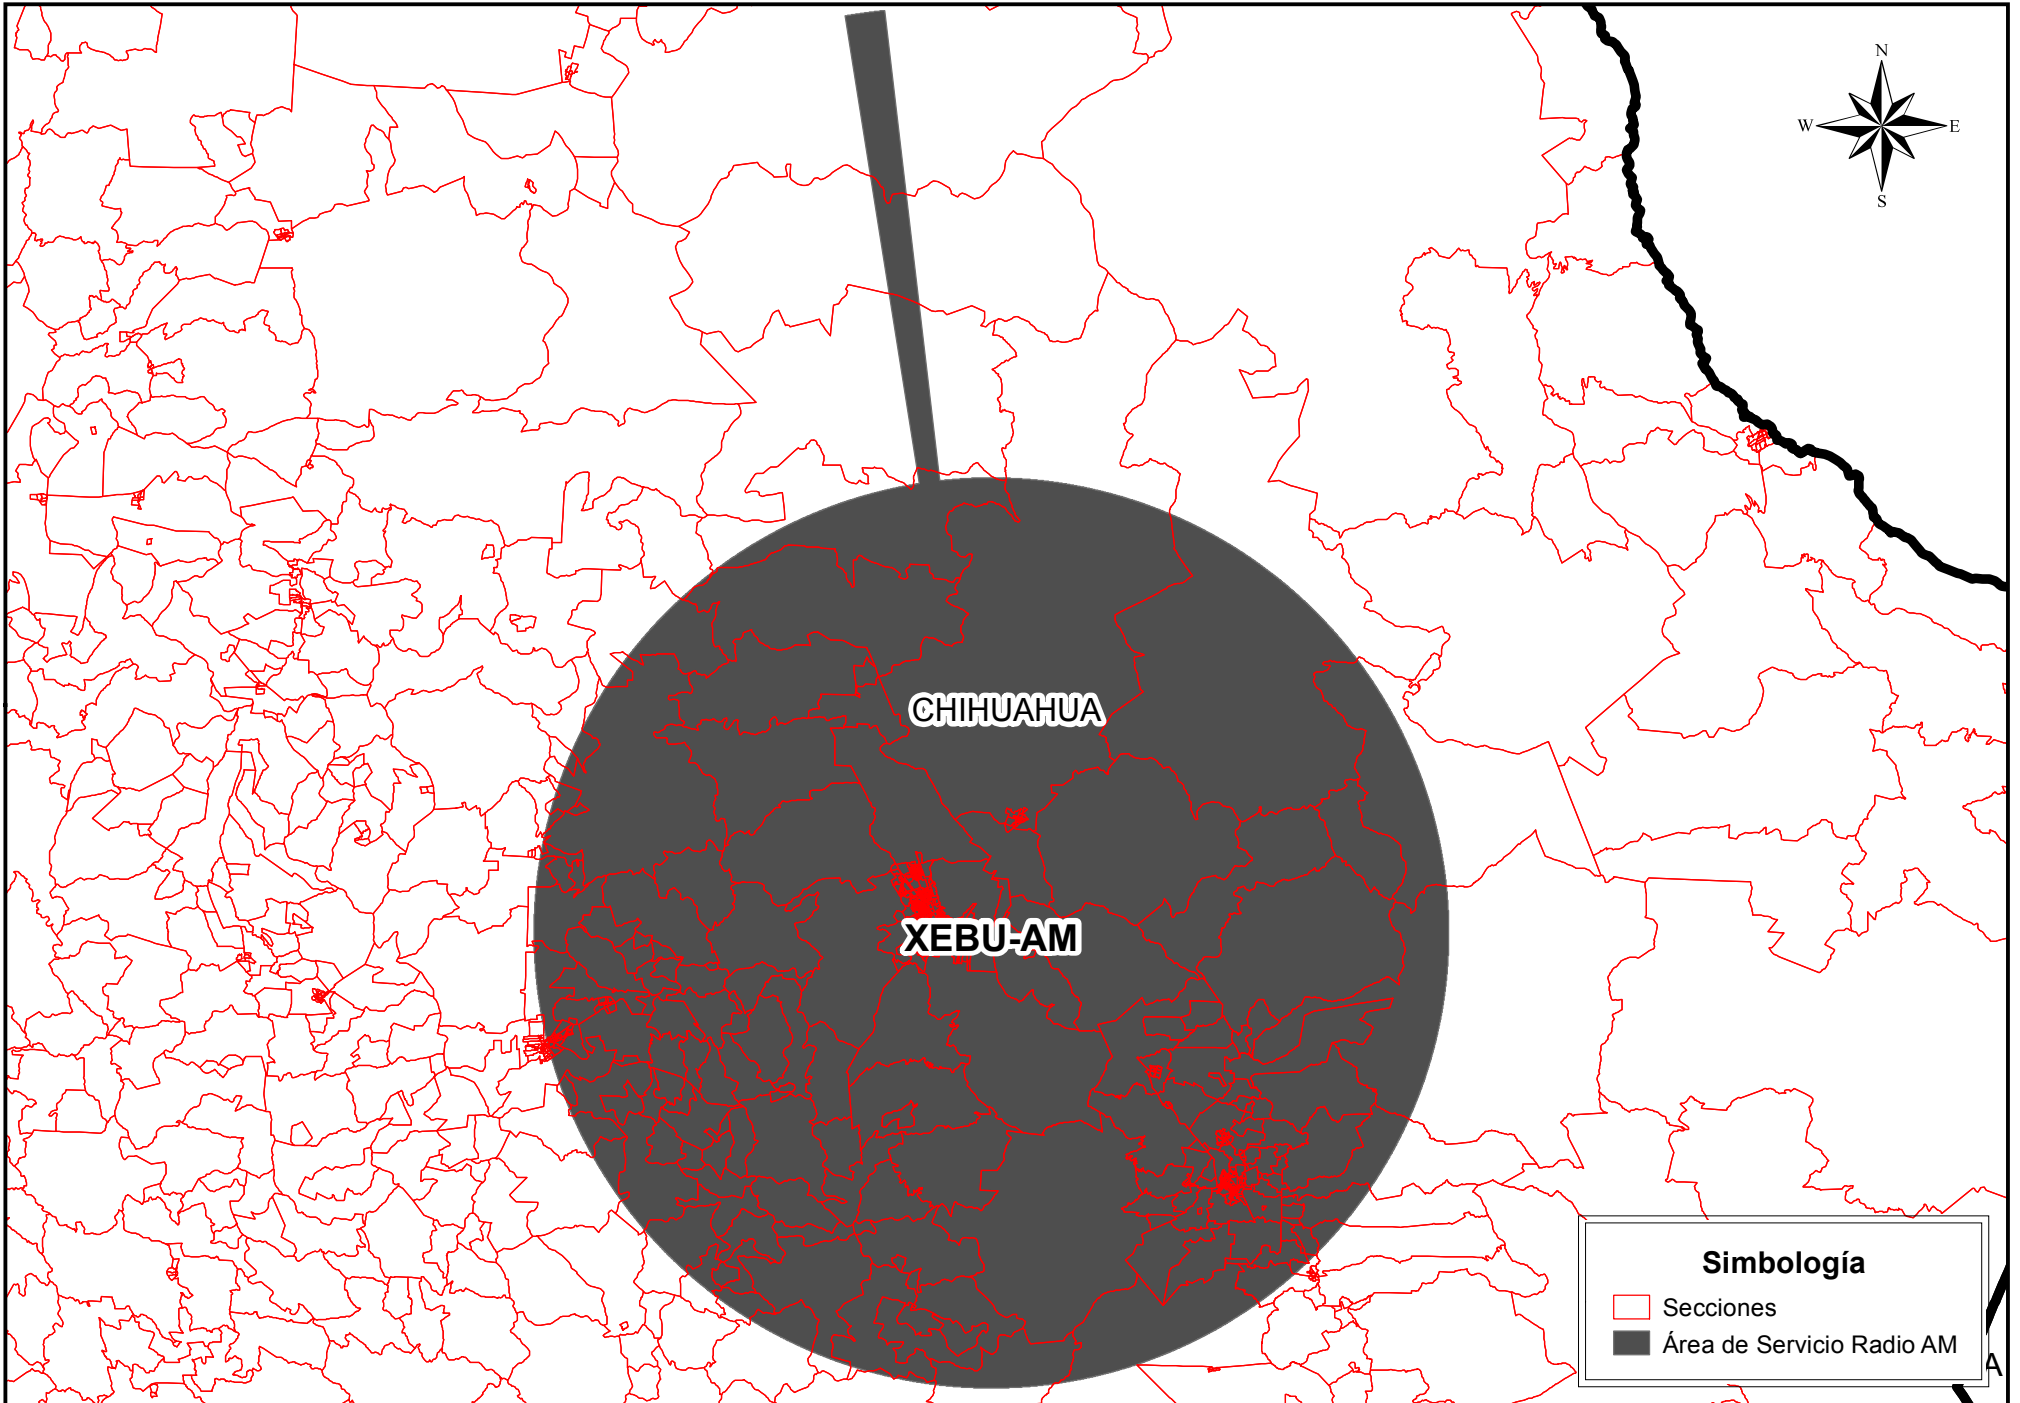 N
W E
S
CHIHUAHUA
XEBU-AM
Simbología
Secciones
Área de Servicio Radio AM
A